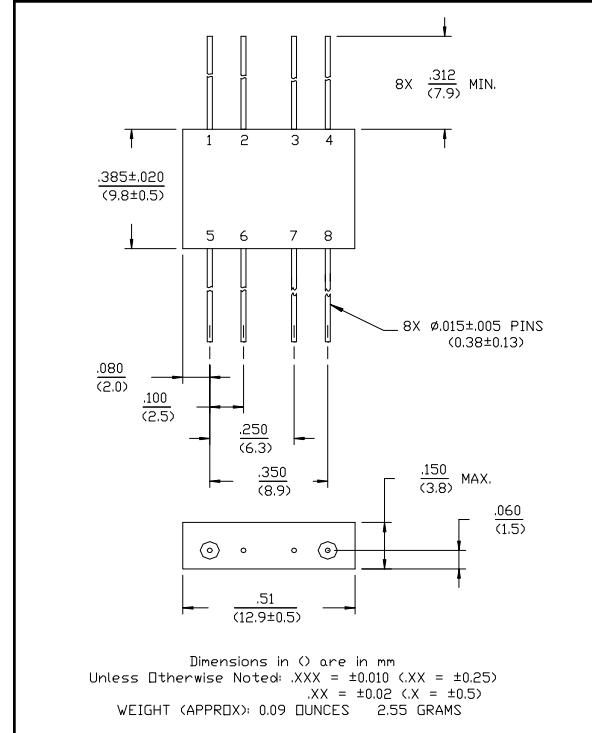 8X .312 MIN.
(7.9)
1 2 3 4
.385±.020
(9.8±0.5)
5 6 7 8
8X Ø.015±.005 PINS
(0.38±0.13)
.080
(2.0)
.100
(2.5)
.250
(6.3)
.350
(8.9)
.150 MAX.
(3.8)
.060
(1.5)
.51
(12.9±0.5)
Dimensions in () are in mm
Unless Otherwise Noted: .XXX = ±0.010 (.XX = ±0.25)
.XX = ±0.02 (.X = ±0.5)
WEIGHT (APPROX): 0.09 OUNCES 2.55 GRAMS